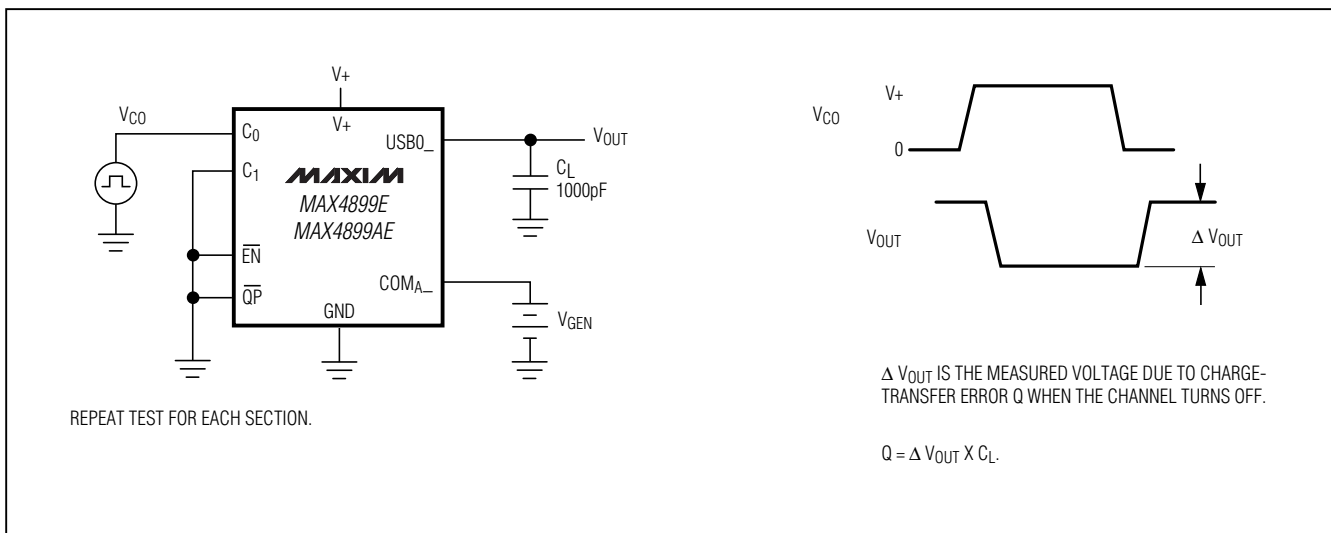 V+
VCO
C0
V+
USB0_
VOUT
C1
CL
1000pF
MAXIM
MAX4899E
MAX4899AE
EN
QP
COMA_
GND
VGEN
REPEAT TEST FOR EACH SECTION.
VCO
V+
0
VOUT
Δ VOUT
Δ VOUT IS THE MEASURED VOLTAGE DUE TO CHARGE-
TRANSFER ERROR Q WHEN THE CHANNEL TURNS OFF.
Q = Δ VOUT X CL.